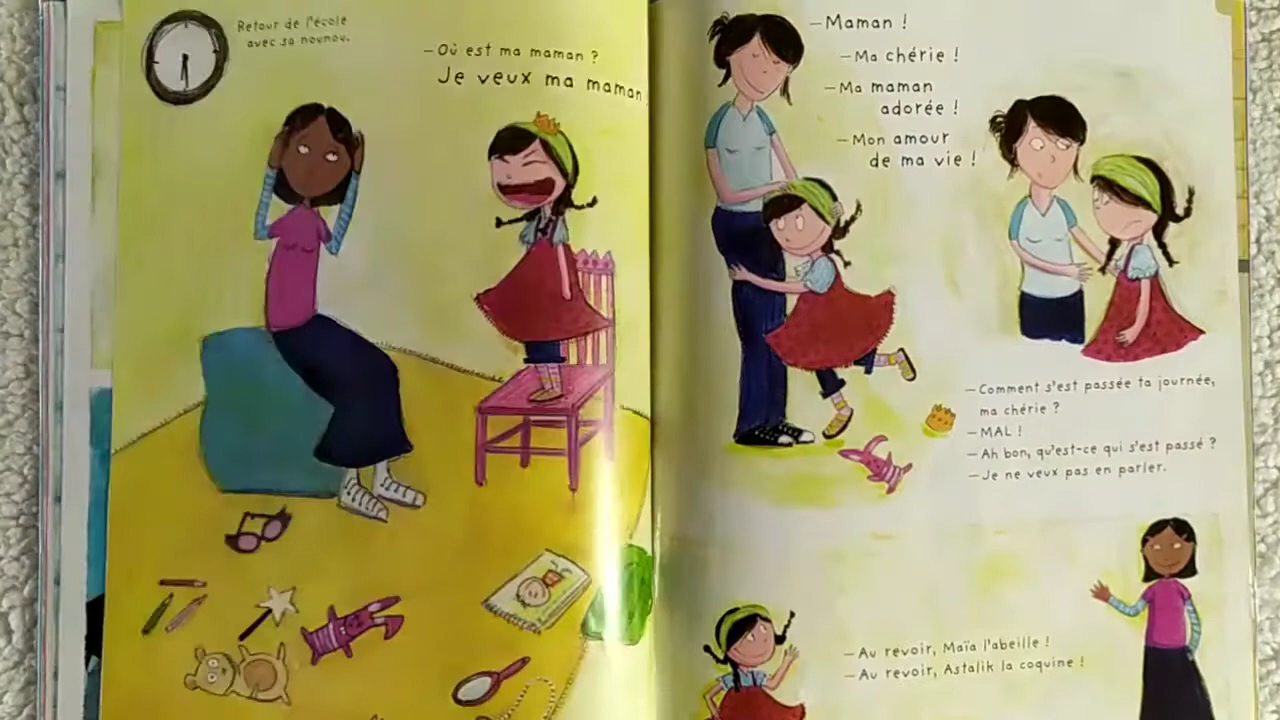 Retour de l'école
avec sa nounou.
– Où est ma maman ?
Je veux ma maman
– Maman !
– Ma chérie !
– Ma maman
adorée !
– Mon amour
de ma vie !
– Comment s'est passée ta journée,
ma chérie ?
– MAL !
– Ah bon, qu'est-ce qui s'est passé ?
– Je ne veux pas en parler.
– Au revoir, Maïa l'abeille !
– Au revoir, Astalik la coquine !